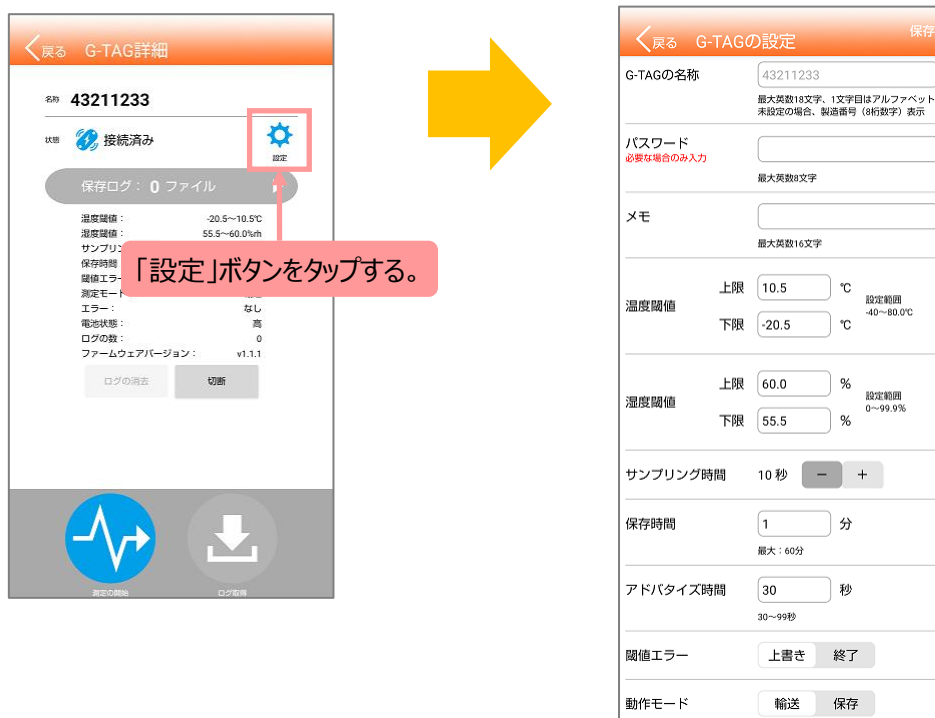 戻る G-TAG詳細
名称 43211233
状態 接続済み
設定
保存ログ： 0 ファイル
温度閾値： -20.5～10.5℃
湿度閾値： 55.5～60.0%rh
サンプリン
保存時間
閾値エラー
測定モード
「設定」ボタンをタップする。
エラー： なし
電池状態： 高
ログの数： 0
ファームウェアバージョン： v1.1.1
ログの消去 切断
測定の開始 ログ取得
戻る G-TAGの設定 保存
G-TAGの名称 43211233
最大英数18文字、1文字目はアルファベット
未設定の場合、製造番号（8桁数字）表示
パスワード
必要な場合のみ入力
最大英数8文字
メモ
最大英数16文字
温度閾値 上限 10.5 ℃ 設定範囲
下限 -20.5 ℃ -40～80.0℃
湿度閾値 上限 60.0 % 設定範囲
下限 55.5 % 0～99.9%
サンプリング時間 10 秒 － +
保存時間 1 分
最大：60分
アドバタイズ時間 30 秒
30～99秒
閾値エラー 上書き 終了
動作モード 輸送 保存